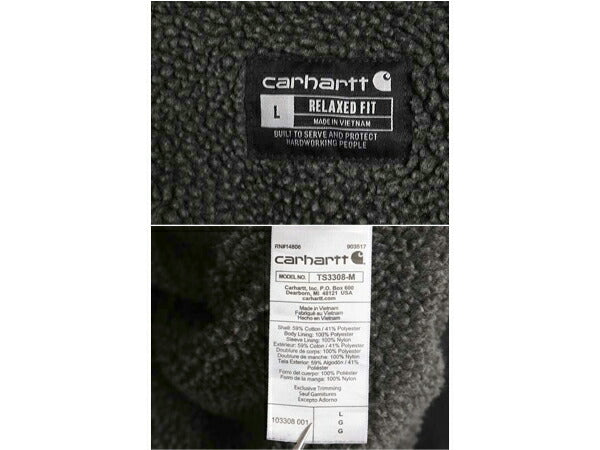 carhartt
L RELAXED FIT
MADE IN VIETNAM
BUILT TO SERVE AND PROTECT
HARDWORKING PEOPLE
RN#14806 903517
carhartt
MODEL NO. TS3308-M
Carhartt, Inc. P.O. Box 600
Dearborn, MI 48121 USA
carhartt.com
Made in Vietnam
Fabriqué au Vietnam
Hecho en Vietnam
Shell: 59% Cotton / 41% Polyester
Body Lining: 100% Polyester
Sleeve Lining: 100% Nylon
Extérieur: 59% Coton / 41% Polyester
Doublure de corps: 100% Polyester
Doublure de manche: 100% Nylon
Tela Exterior: 59% Algodón / 41%
Poliéster
Forro del cuerpo: 100% Poliéster
Forro de la manga: 100% Nylon
Exclusive Trimming
Sauf Garnitures
Excepto Adorno
103308 001
L
G
G